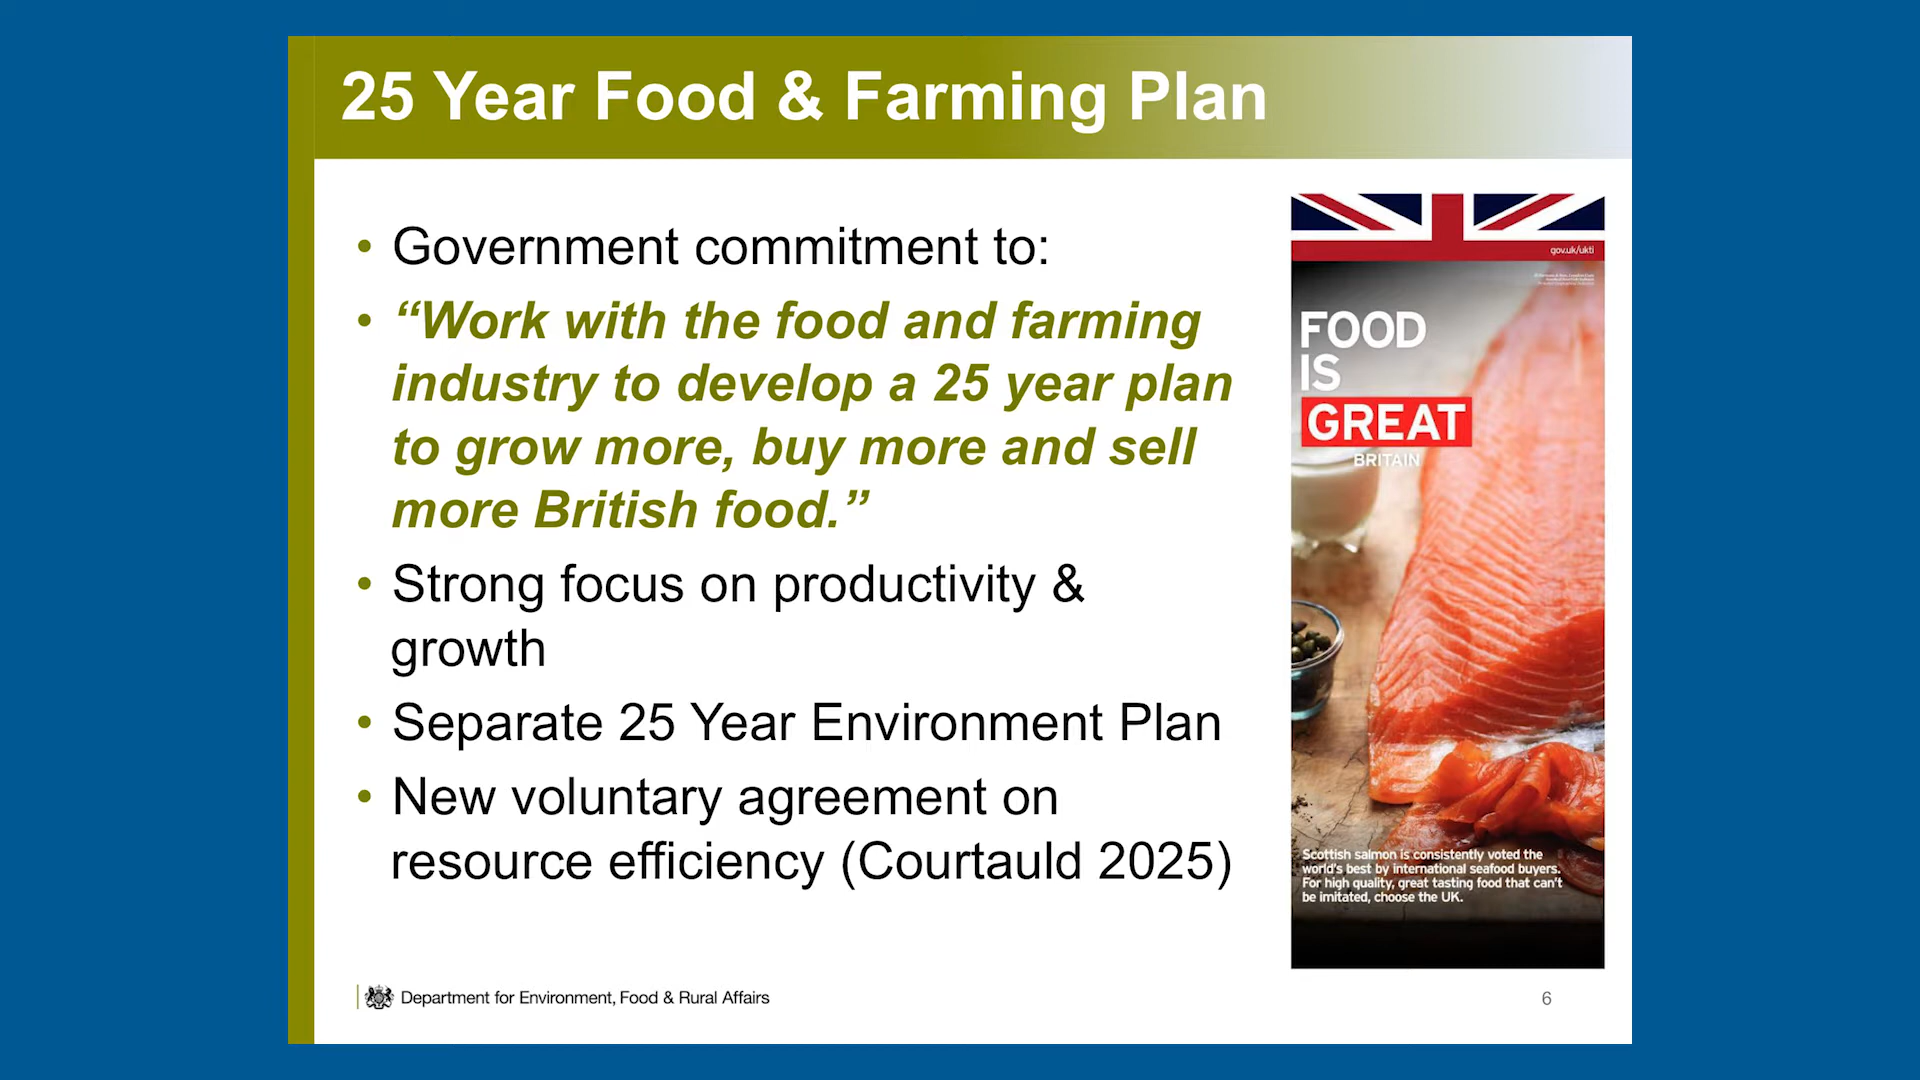 25 Year Food & Farming Plan
• Government commitment to:
• “Work with the food and farming
industry to develop a 25 year plan
to grow more, buy more and sell
more British food.”
• Strong focus on productivity &
growth
• Separate 25 Year Environment Plan
• New voluntary agreement on
resource efficiency (Courtauld 2025)
gov.uk/ukti
FOOD
IS
GREAT
BRITAIN
Scottish salmon is consistently voted the
world's best by international seafood buyers.
For high quality, great tasting food that can't
be imitated, choose the UK.
Department for Environment, Food & Rural Affairs
6